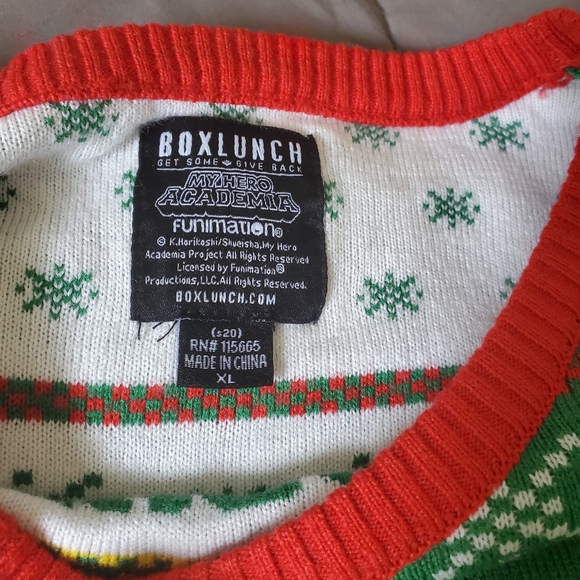 BOXLUNCH
GET SOME GIVE BACK
MY HERO
ACADEMIA
FUNIMATION®
© K.Horikoshi/Shueisha,My Hero
Academia Project All Rights Reserved
Licensed by Funimation®
Productions,LLC.All Rights Reserved.
BOXLUNCH.COM
(s20)
RN# 115665
MADE IN CHINA
XL